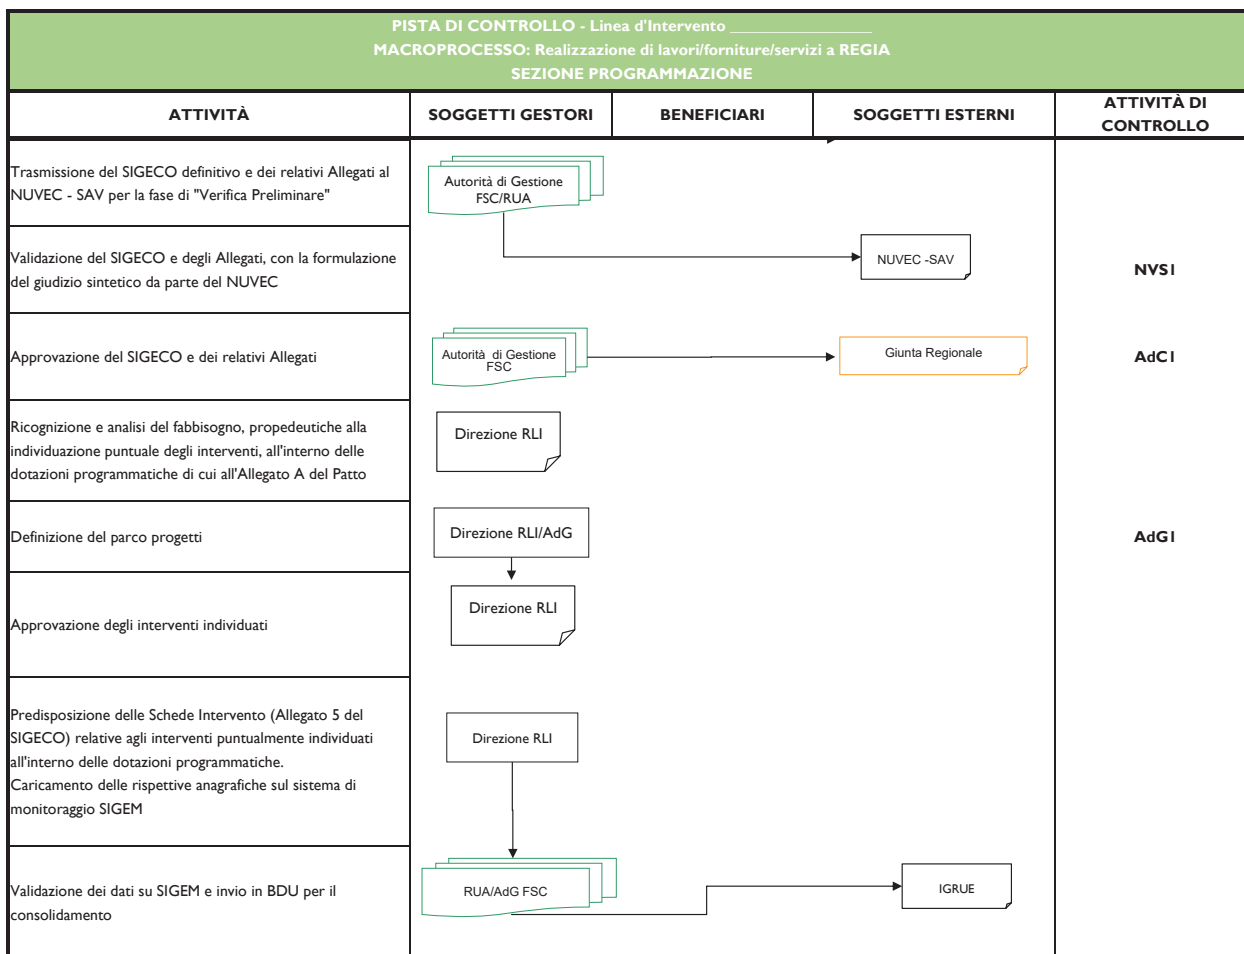 PISTA DI CONTROLLO - Linea d'Intervento _________________
MACROPROCESSO: Realizzazione di lavori/forniture/servizi a REGIA
SEZIONE PROGRAMMAZIONE
ATTIVITÀ
SOGGETTI GESTORI
BENEFICIARI
SOGGETTI ESTERNI
ATTIVITÀ DI
CONTROLLO
Trasmissione del SIGECO definitivo e dei relativi Allegati al
NUVEC - SAV per la fase di "Verifica Preliminare"
Autorità di Gestione
FSC/RUA
Validazione del SIGECO e degli Allegati, con la formulazione
del giudizio sintetico da parte del NUVEC
NUVEC -SAV
NVS1
Approvazione del SIGECO e dei relativi Allegati
Autorità di Gestione
FSC
Giunta Regionale
AdC1
Ricognizione e analisi del fabbisogno, propedeutiche alla
individuazione puntuale degli interventi, all'interno delle
dotazioni programmatiche di cui all'Allegato A del Patto
Direzione RLI
Definizione del parco progetti
Direzione RLI/AdG
AdG1
Approvazione degli interventi individuati
Direzione RLI
Predisposizione delle Schede Intervento (Allegato 5 del
SIGECO) relative agli interventi puntualmente individuati
all'interno delle dotazioni programmatiche.
Caricamento delle rispettive anagrafiche sul sistema di
monitoraggio SIGEM
Direzione RLI
Validazione dei dati su SIGEM e invio in BDU per il
consolidamento
RUA/AdG FSC
IGRUE